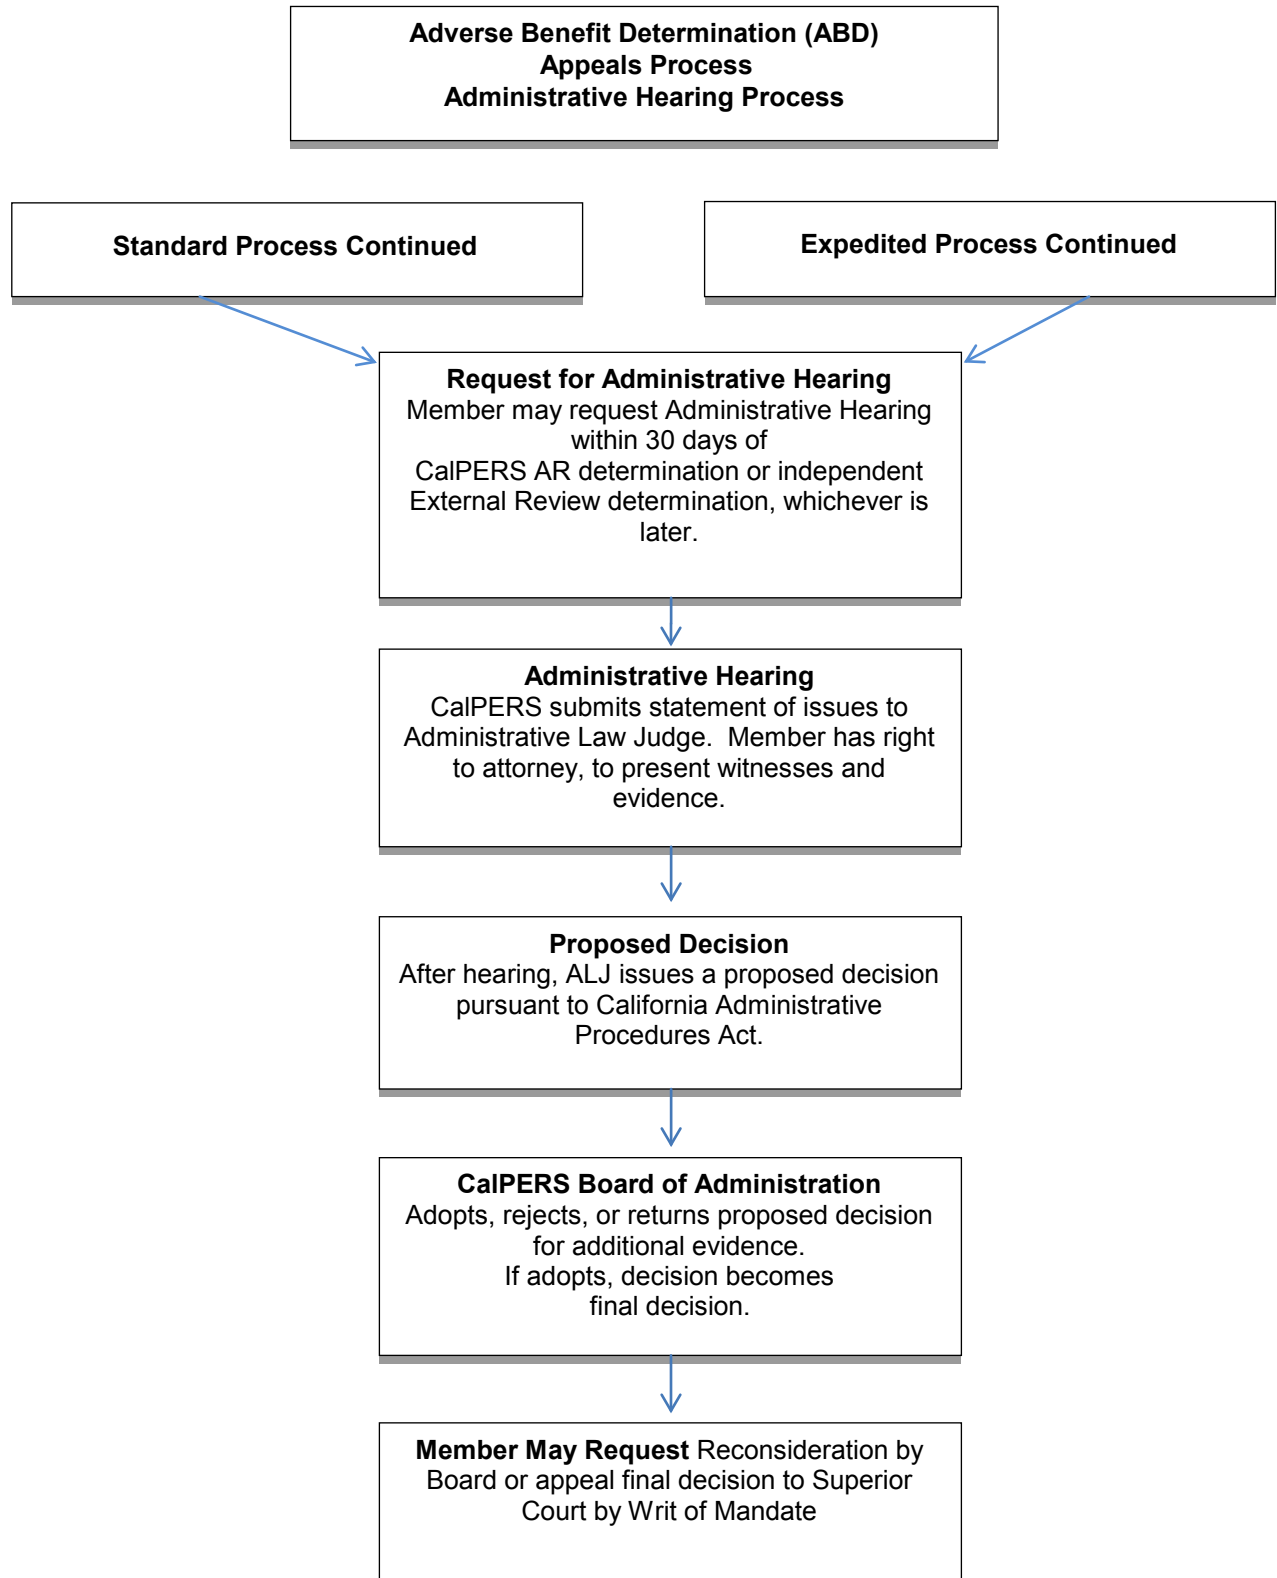 Adverse Benefit Determination (ABD)
Appeals Process
Administrative Hearing Process
Standard Process Continued
Expedited Process Continued
Request for Administrative Hearing
Member may request Administrative Hearing
within 30 days of
CalPERS AR determination or independent
External Review determination, whichever is
later.
Administrative Hearing
CalPERS submits statement of issues to
Administrative Law Judge.  Member has right
to attorney, to present witnesses and
evidence.
Proposed Decision
After hearing, ALJ issues a proposed decision
pursuant to California Administrative
Procedures Act.
CalPERS Board of Administration
Adopts, rejects, or returns proposed decision
for additional evidence.
If adopts, decision becomes
final decision.
Member May Request Reconsideration by
Board or appeal final decision to Superior
Court by Writ of Mandate